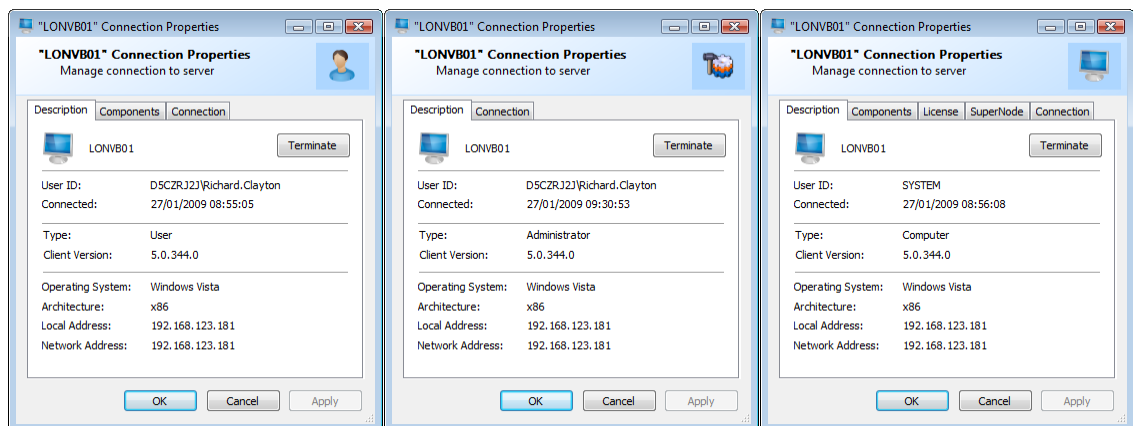 "LONVB01" Connection Properties
"LONVB01" Connection Properties
Manage connection to server
Description Components Connection
LONVB01 Terminate
User ID: D5CZRJ2J\Richard.Clayton
Connected: 27/01/2009 08:55:05
Type: User
Client Version: 5.0.344.0
Operating System: Windows Vista
Architecture: x86
Local Address: 192.168.123.181
Network Address: 192.168.123.181
OK Cancel Apply
"LONVB01" Connection Properties
"LONVB01" Connection Properties
Manage connection to server
Description Connection
LONVB01 Terminate
User ID: D5CZRJ2J\Richard.Clayton
Connected: 27/01/2009 09:30:53
Type: Administrator
Client Version: 5.0.344.0
Operating System: Windows Vista
Architecture: x86
Local Address: 192.168.123.181
Network Address: 192.168.123.181
OK Cancel Apply
"LONVB01" Connection Properties
"LONVB01" Connection Properties
Manage connection to server
Description Components License SuperNode Connection
LONVB01 Terminate
User ID: SYSTEM
Connected: 27/01/2009 08:56:08
Type: Computer
Client Version: 5.0.344.0
Operating System: Windows Vista
Architecture: x86
Local Address: 192.168.123.181
Network Address: 192.168.123.181
OK Cancel Apply